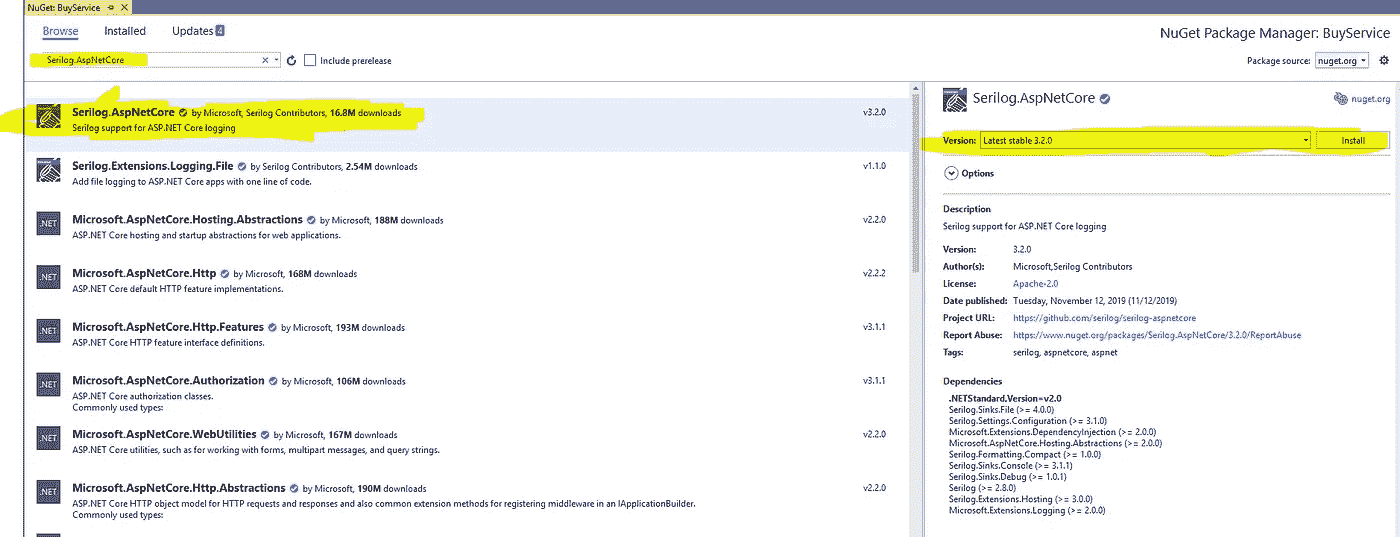 NuGet: BuyService
Browse Installed Updates 4
NuGet Package Manager: BuyService
Serilog.AspNetCore
Include prerelease
Package source: nuget.org
Serilog.AspNetCore by Microsoft, Serilog Contributors, 16.8M downloads v3.2.0
Serilog support for ASP.NET Core logging
Serilog.Extensions.Logging.File by Serilog Contributors, 2.54M downloads v1.1.0
Add file logging to ASP.NET Core apps with one line of code.
Microsoft.AspNetCore.Hosting.Abstractions by Microsoft, 188M downloads v2.2.0
ASP.NET Core hosting and startup abstractions for web applications.
Microsoft.AspNetCore.Http by Microsoft, 168M downloads v2.2.2
ASP.NET Core default HTTP feature implementations.
Microsoft.AspNetCore.Http.Features by Microsoft, 193M downloads v3.1.1
ASP.NET Core HTTP feature interface definitions.
Microsoft.AspNetCore.Authorization by Microsoft, 106M downloads v3.1.1
ASP.NET Core authorization classes.
Commonly used types:
Microsoft.AspNetCore.WebUtilities by Microsoft, 167M downloads v2.2.0
ASP.NET Core utilities, such as for working with forms, multipart messages, and query strings.
Microsoft.AspNetCore.Http.Abstractions by Microsoft, 190M downloads v2.2.0
ASP.NET Core HTTP object model for HTTP requests and responses and also common extension methods for registering middleware in an IApplicationBuilder.
Commonly used types:
.NET
.NET
.NET
.NET
.NET
.NET
Serilog.AspNetCore
nuget.org
Version: Latest stable 3.2.0 Install
Options
Description
Serilog support for ASP.NET Core logging
Version: 3.2.0
Author(s): Microsoft,Serilog Contributors
License: Apache-2.0
Date published: Tuesday, November 12, 2019 (11/12/2019)
Project URL: https://github.com/serilog/serilog-aspnetcore
Report Abuse: https://www.nuget.org/packages/Serilog.AspNetCore/3.2.0/ReportAbuse
Tags: serilog, aspnetcore, aspnet
Dependencies
.NETStandard,Version=v2.0
Serilog.Sinks.File (>= 4.0.0)
Serilog.Settings.Configuration (>= 3.1.0)
Microsoft.Extensions.DependencyInjection (>= 2.0.0)
Microsoft.AspNetCore.Hosting.Abstractions (>= 2.0.0)
Serilog.Formatting.Compact (>= 1.0.0)
Serilog.Sinks.Console (>= 3.1.1)
Serilog.Sinks.Debug (>= 1.0.1)
Serilog (>= 2.8.0)
Serilog.Extensions.Hosting (>= 3.0.0)
Microsoft.Extensions.Logging (>= 2.0.0)